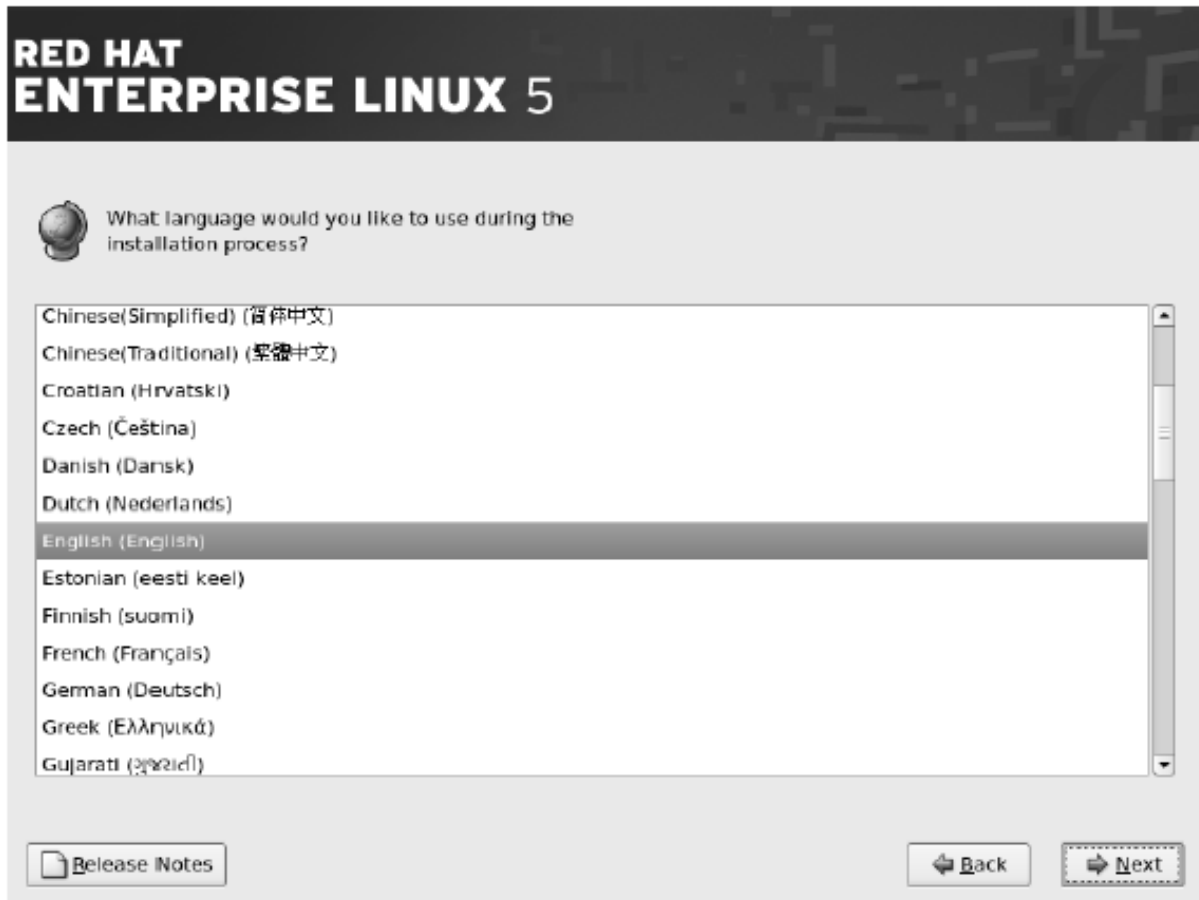 RED HAT
ENTERPRISE LINUX 5
What language would you like to use during the
installation process?
Chinese(Simplified) (简体中文)
Chinese(Traditional) (繁體中文)
Croatian (Hrvatski)
Czech (Čeština)
Danish (Dansk)
Dutch (Nederlands)
English (English)
Estonian (eesti keel)
Finnish (suomi)
French (Français)
German (Deutsch)
Greek (Ελληνικά)
Gujarati (ગુજરાતી)
Release Notes
Back
Next